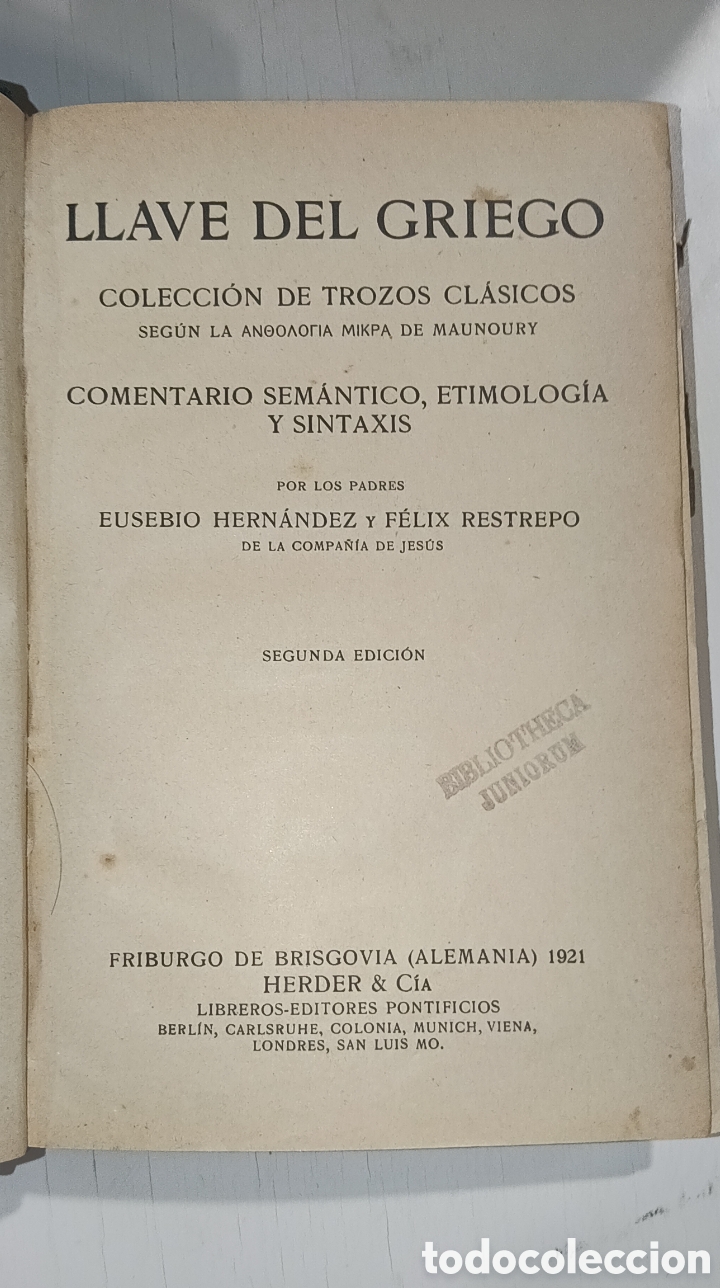 LLAVE DEL GRIEGO
COLECCIÓN DE TROZOS CLÁSICOS
SEGÚN LA ΑΝΘΟΛΟΓΙΑ ΜΙΚΡΑ DE MAUNOURY
COMENTARIO SEMÁNTICO, ETIMOLOGÍA
Y SINTAXIS
POR LOS PADRES
EUSEBIO HERNÁNDEZ Y FÉLIX RESTREPO
DE LA COMPAÑÍA DE JESÚS
SEGUNDA EDICIÓN
BIBLIOTHECA
JUNIORUM
FRIBURGO DE BRISGOVIA (ALEMANIA) 1921
HERDER & CÍA
LIBREROS-EDITORES PONTIFICIOS
BERLÍN, CARLSRUHE, COLONIA, MUNICH, VIENA,
LONDRES, SAN LUIS MO.
todocoleccion